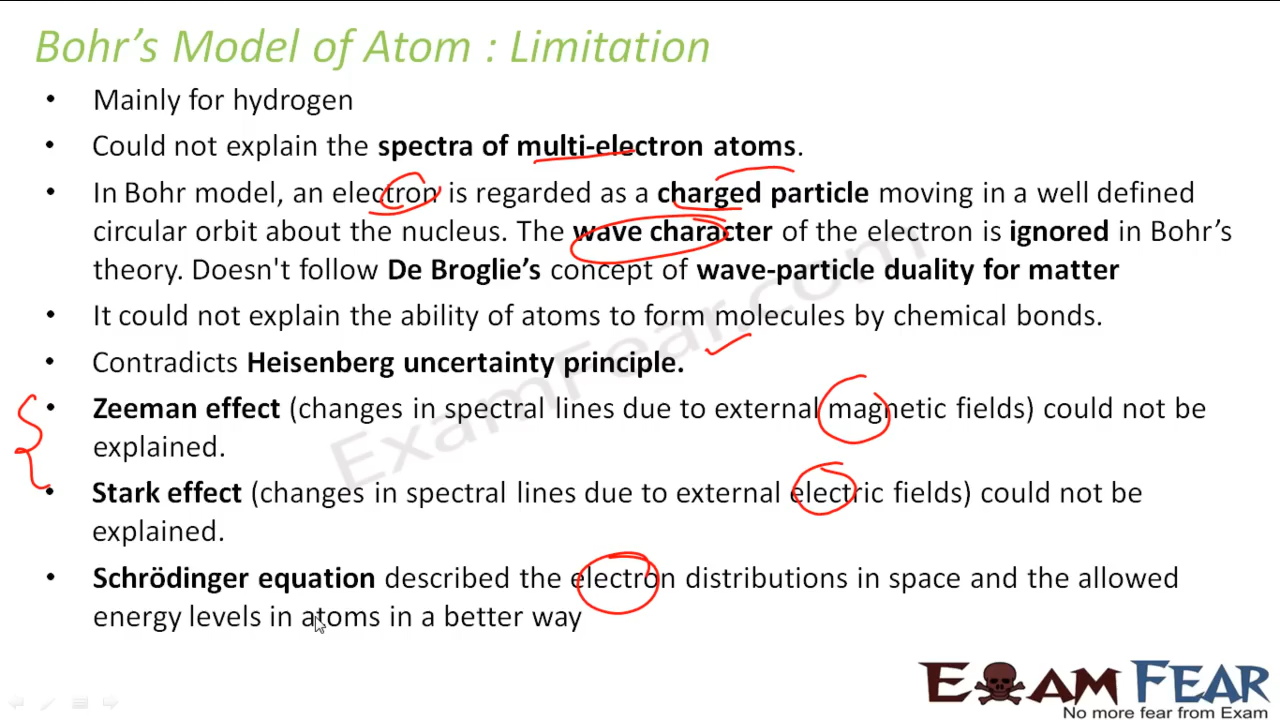 Bohr’s Model of Atom : Limitation
• Mainly for hydrogen
• Could not explain the spectra of multi-electron atoms.
• In Bohr model, an electron is regarded as a charged particle moving in a well defined
circular orbit about the nucleus. The wave character of the electron is ignored in Bohr’s
theory. Doesn't follow De Broglie’s concept of wave-particle duality for matter
• It could not explain the ability of atoms to form molecules by chemical bonds.
• Contradicts Heisenberg uncertainty principle.
• Zeeman effect (changes in spectral lines due to external magnetic fields) could not be
explained.
• Stark effect (changes in spectral lines due to external electric fields) could not be
explained.
• Schrödinger equation described the electron distributions in space and the allowed
energy levels in atoms in a better way
ExamFear.com
EXAM FEAR
No more fear from Exam